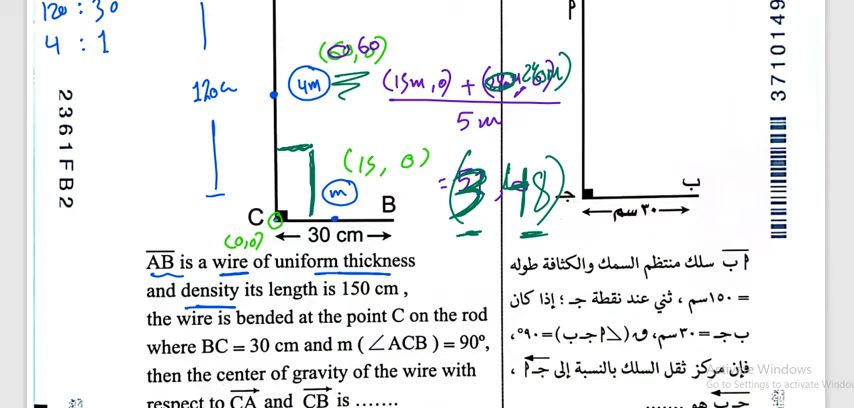 120 : 30
4 : 1
120cm
2361FB2
(0, 60)
4m
(15m, 0) + (0, 240m)
5m
(15, 0)
m
= (3, 48)
C
B
(0,0)
30 cm
AB is a wire of uniform thickness
and density its length is 150 cm ,
the wire is bended at the point C on the rod
where BC = 30 cm and m (∠ACB) = 90°,
then the center of gravity of the wire with
respect to CA and CB is .......
3710149
P
ب
جـ
٣٠ سم
P ب سلك منتظم السمك والكثافة طوله
= ١٥٠ سم ، ثني عند نقطة جـ ؛ إذا كان
ب جـ = ٣٠ سم، ق (∠ P جـ ب) = ٩٠°،
فإن مركز ثقل السلك بالنسبة إلى جـ P ،
جـ ب هو .......
Activate Windows
Go to Settings to activate Windows